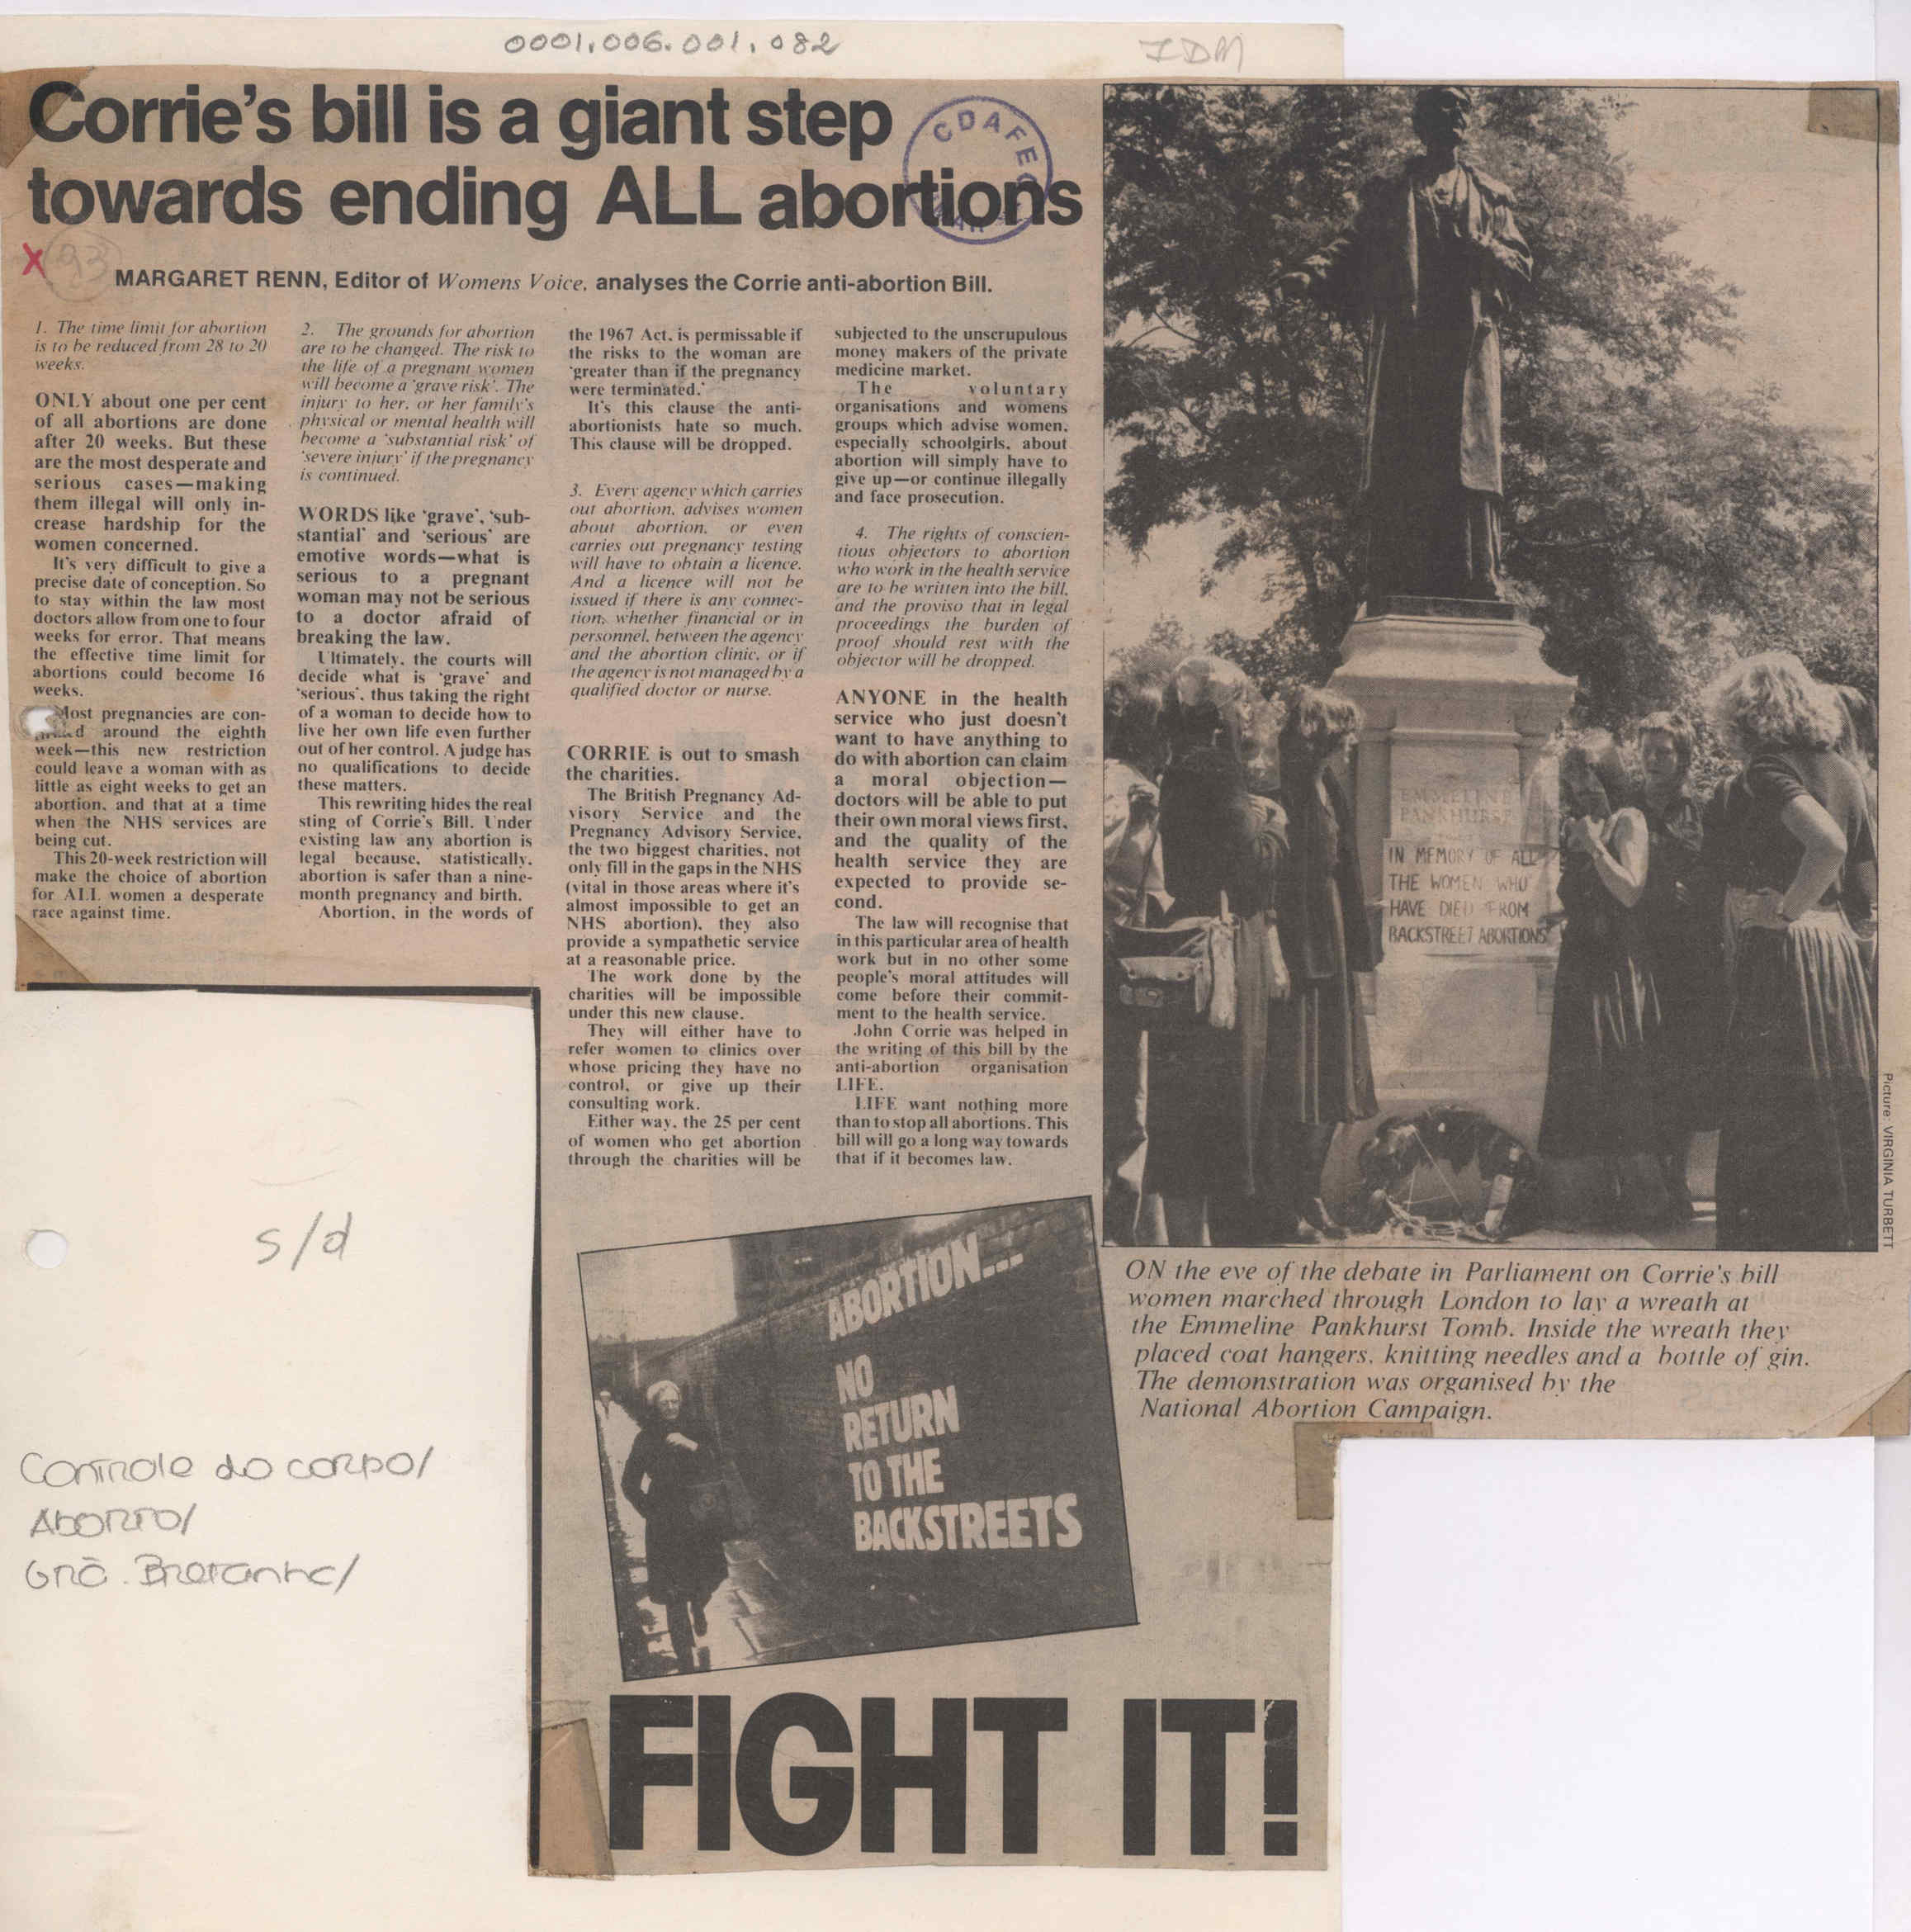 0001.006.001.082
IDM
Corrie's bill is a giant step
towards ending ALL abortions
CDAFEC
X
93
MARGARET RENN, Editor of Womens Voice, analyses the Corrie anti-abortion Bill.
1. The time limit for abortion
is to be reduced from 28 to 20
weeks.
ONLY about one per cent
of all abortions are done
after 20 weeks. But these
are the most desperate and
serious cases—making
them illegal will only in-
crease hardship for the
women concerned.
It's very difficult to give a
precise date of conception. So
to stay within the law most
doctors allow from one to four
weeks for error. That means
the effective time limit for
abortions could become 16
weeks.
Most pregnancies are con-
around the eighth
week—this new restriction
could leave a woman with as
little as eight weeks to get an
abortion, and that at a time
when the NHS services are
being cut.
This 20-week restriction will
make the choice of abortion
for ALL women a desperate
race against time.
2. The grounds for abortion
are to be changed. The risk to
the life of a pregnant women
will become a 'grave risk'. The
injury to her, or her family's
physical or mental health will
become a 'substantial risk' of
'severe injury' if the pregnancy
is continued.
WORDS like 'grave', 'sub-
stantial' and 'serious' are
emotive words—what is
serious to a pregnant
woman may not be serious
to a doctor afraid of
breaking the law.
Ultimately, the courts will
decide what is 'grave' and
'serious', thus taking the right
of a woman to decide how to
live her own life even further
out of her control. A judge has
no qualifications to decide
these matters.
This rewriting hides the real
sting of Corrie's Bill. Under
existing law any abortion is
legal because, statistically,
abortion is safer than a nine-
month pregnancy and birth.
Abortion, in the words of
the 1967 Act, is permissable if
the risks to the woman are
'greater than if the pregnancy
were terminated.'
It's this clause the anti-
abortionists hate so much.
This clause will be dropped.
3. Every agency which carries
out abortion, advises women
about abortion, or even
carries out pregnancy testing
will have to obtain a licence.
And a licence will not be
issued if there is any connec-
tion, whether financial or in
personnel, between the agency
and the abortion clinic, or if
the agency is not managed by a
qualified doctor or nurse.
CORRIE is out to smash
the charities.
The British Pregnancy Ad-
visory Service and the
Pregnancy Advisory Service,
the two biggest charities, not
only fill in the gaps in the NHS
(vital in those areas where it's
almost impossible to get an
NHS abortion), they also
provide a sympathetic service
at a reasonable price.
The work done by the
charities will be impossible
under this new clause.
They will either have to
refer women to clinics over
whose pricing they have no
control, or give up their
consulting work.
Either way, the 25 per cent
of women who get abortion
through the charities will be
subjected to the unscrupulous
money makers of the private
medicine market.
The voluntary
organisations and womens
groups which advise women,
especially schoolgirls, about
abortion will simply have to
give up—or continue illegally
and face prosecution.
4. The rights of conscien-
tious objectors to abortion
who work in the health service
are to be written into the bill,
and the proviso that in legal
proceedings the burden of
proof should rest with the
objector will be dropped.
ANYONE in the health
service who just doesn't
want to have anything to
do with abortion can claim
a moral objection—
doctors will be able to put
their own moral views first,
and the quality of the
health service they are
expected to provide se-
cond.
The law will recognise that
in this particular area of health
work but in no other some
people's moral attitudes will
come before their commit-
ment to the health service.
John Corrie was helped in
the writing of this bill by the
anti-abortion organisation
LIFE.
LIFE want nothing more
than to stop all abortions. This
bill will go a long way towards
that if it becomes law.
EMMELINE
PANKHURST
IN MEMORY OF ALL
THE WOMEN WHO
HAVE DIED FROM
BACKSTREET ABORTIONS
Picture: VIRGINIA TURBETT
ON the eve of the debate in Parliament on Corrie's bill
women marched through London to lay a wreath at
the Emmeline Pankhurst Tomb. Inside the wreath they
placed coat hangers, knitting needles and a bottle of gin.
The demonstration was organised by the
National Abortion Campaign.
ABORTION...
NO
RETURN
TO THE
BACKSTREETS
FIGHT IT!
s/d
Controle do corpo/
Aborto/
Grã. Bretanha/